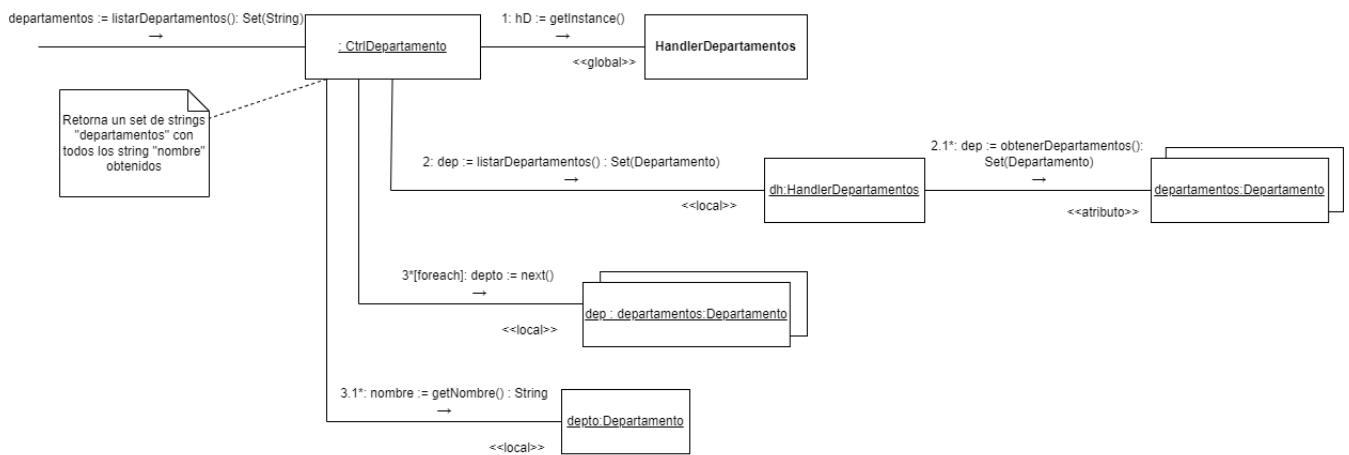 departamentos := listarDepartamentos(): Set(String)
→
: CtrlDepartamento
1: hD := getInstance()
→
<<global>>
HandlerDepartamentos
Retorna un set de strings
"departamentos" con
todos los string "nombre"
obtenidos
2: dep := listarDepartamentos() : Set(Departamento)
→
<<local>>
dh:HandlerDepartamentos
2.1*: dep := obtenerDepartamentos():
Set(Departamento)
→
<<atributo>>
departamentos:Departamento
3*[foreach]: depto := next()
→
<<local>>
dep : departamentos:Departamento
3.1*: nombre := getNombre() : String
→
<<local>>
depto:Departamento